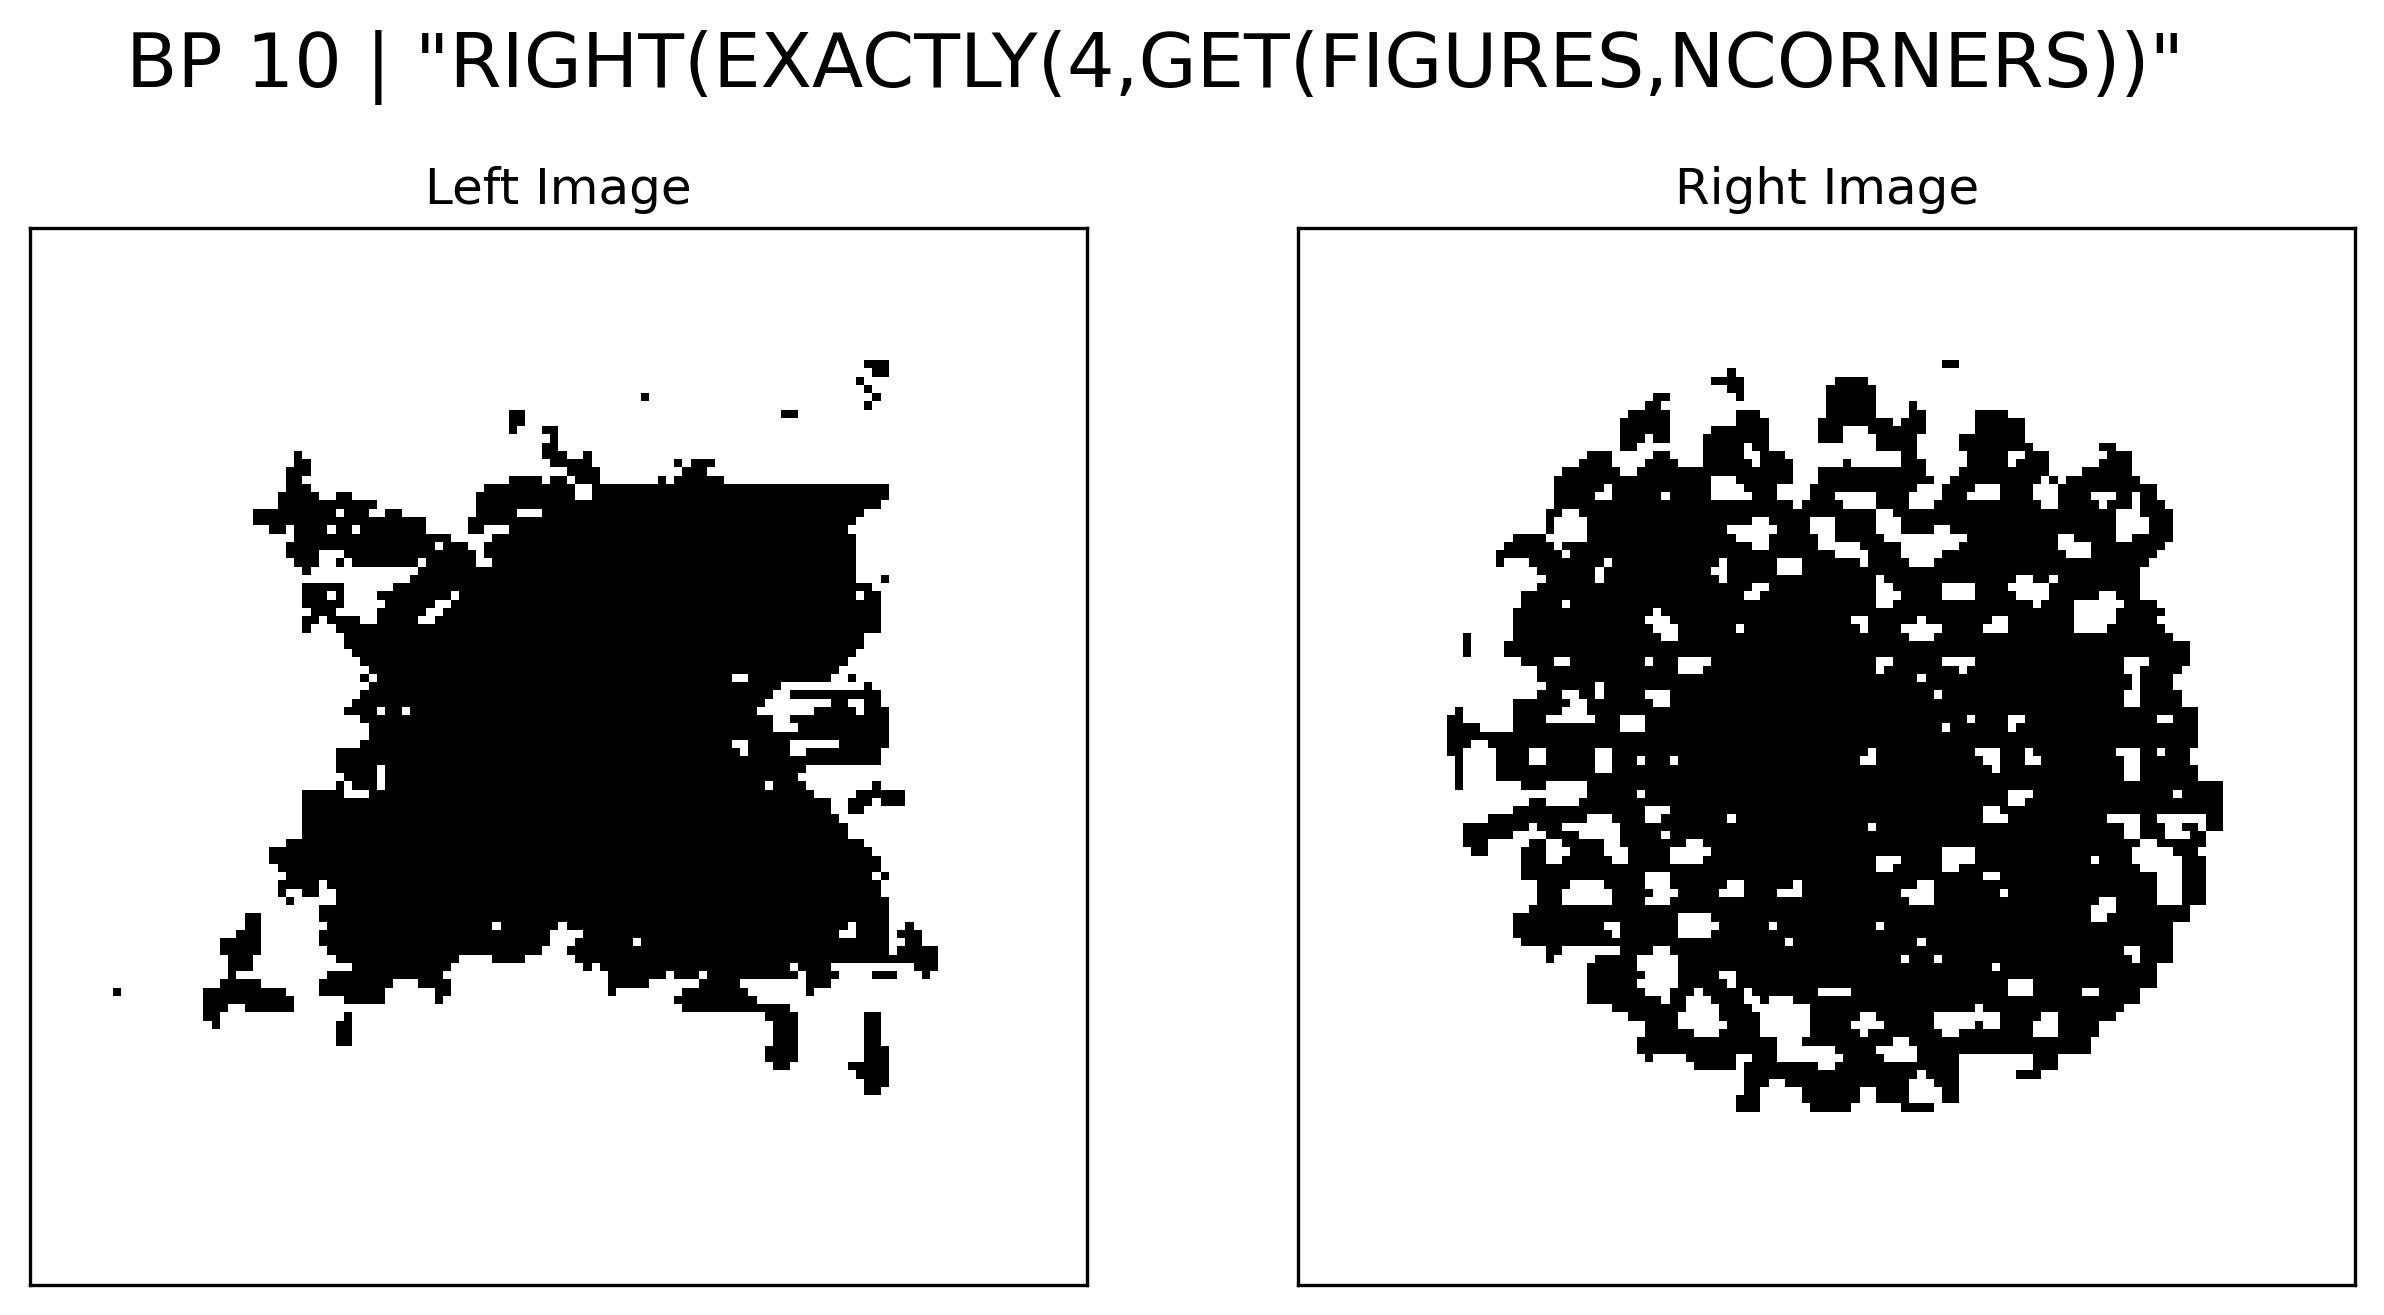 BP 10 | "RIGHT(EXACTLY(4,GET(FIGURES,NCORNERS))"
Left Image
Right Image